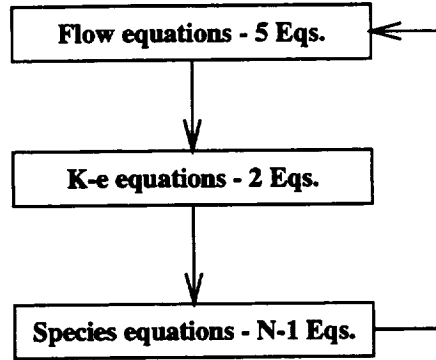 Flow equations - 5 Eqs.
K-e equations - 2 Eqs.
Species equations - N-1 Eqs.